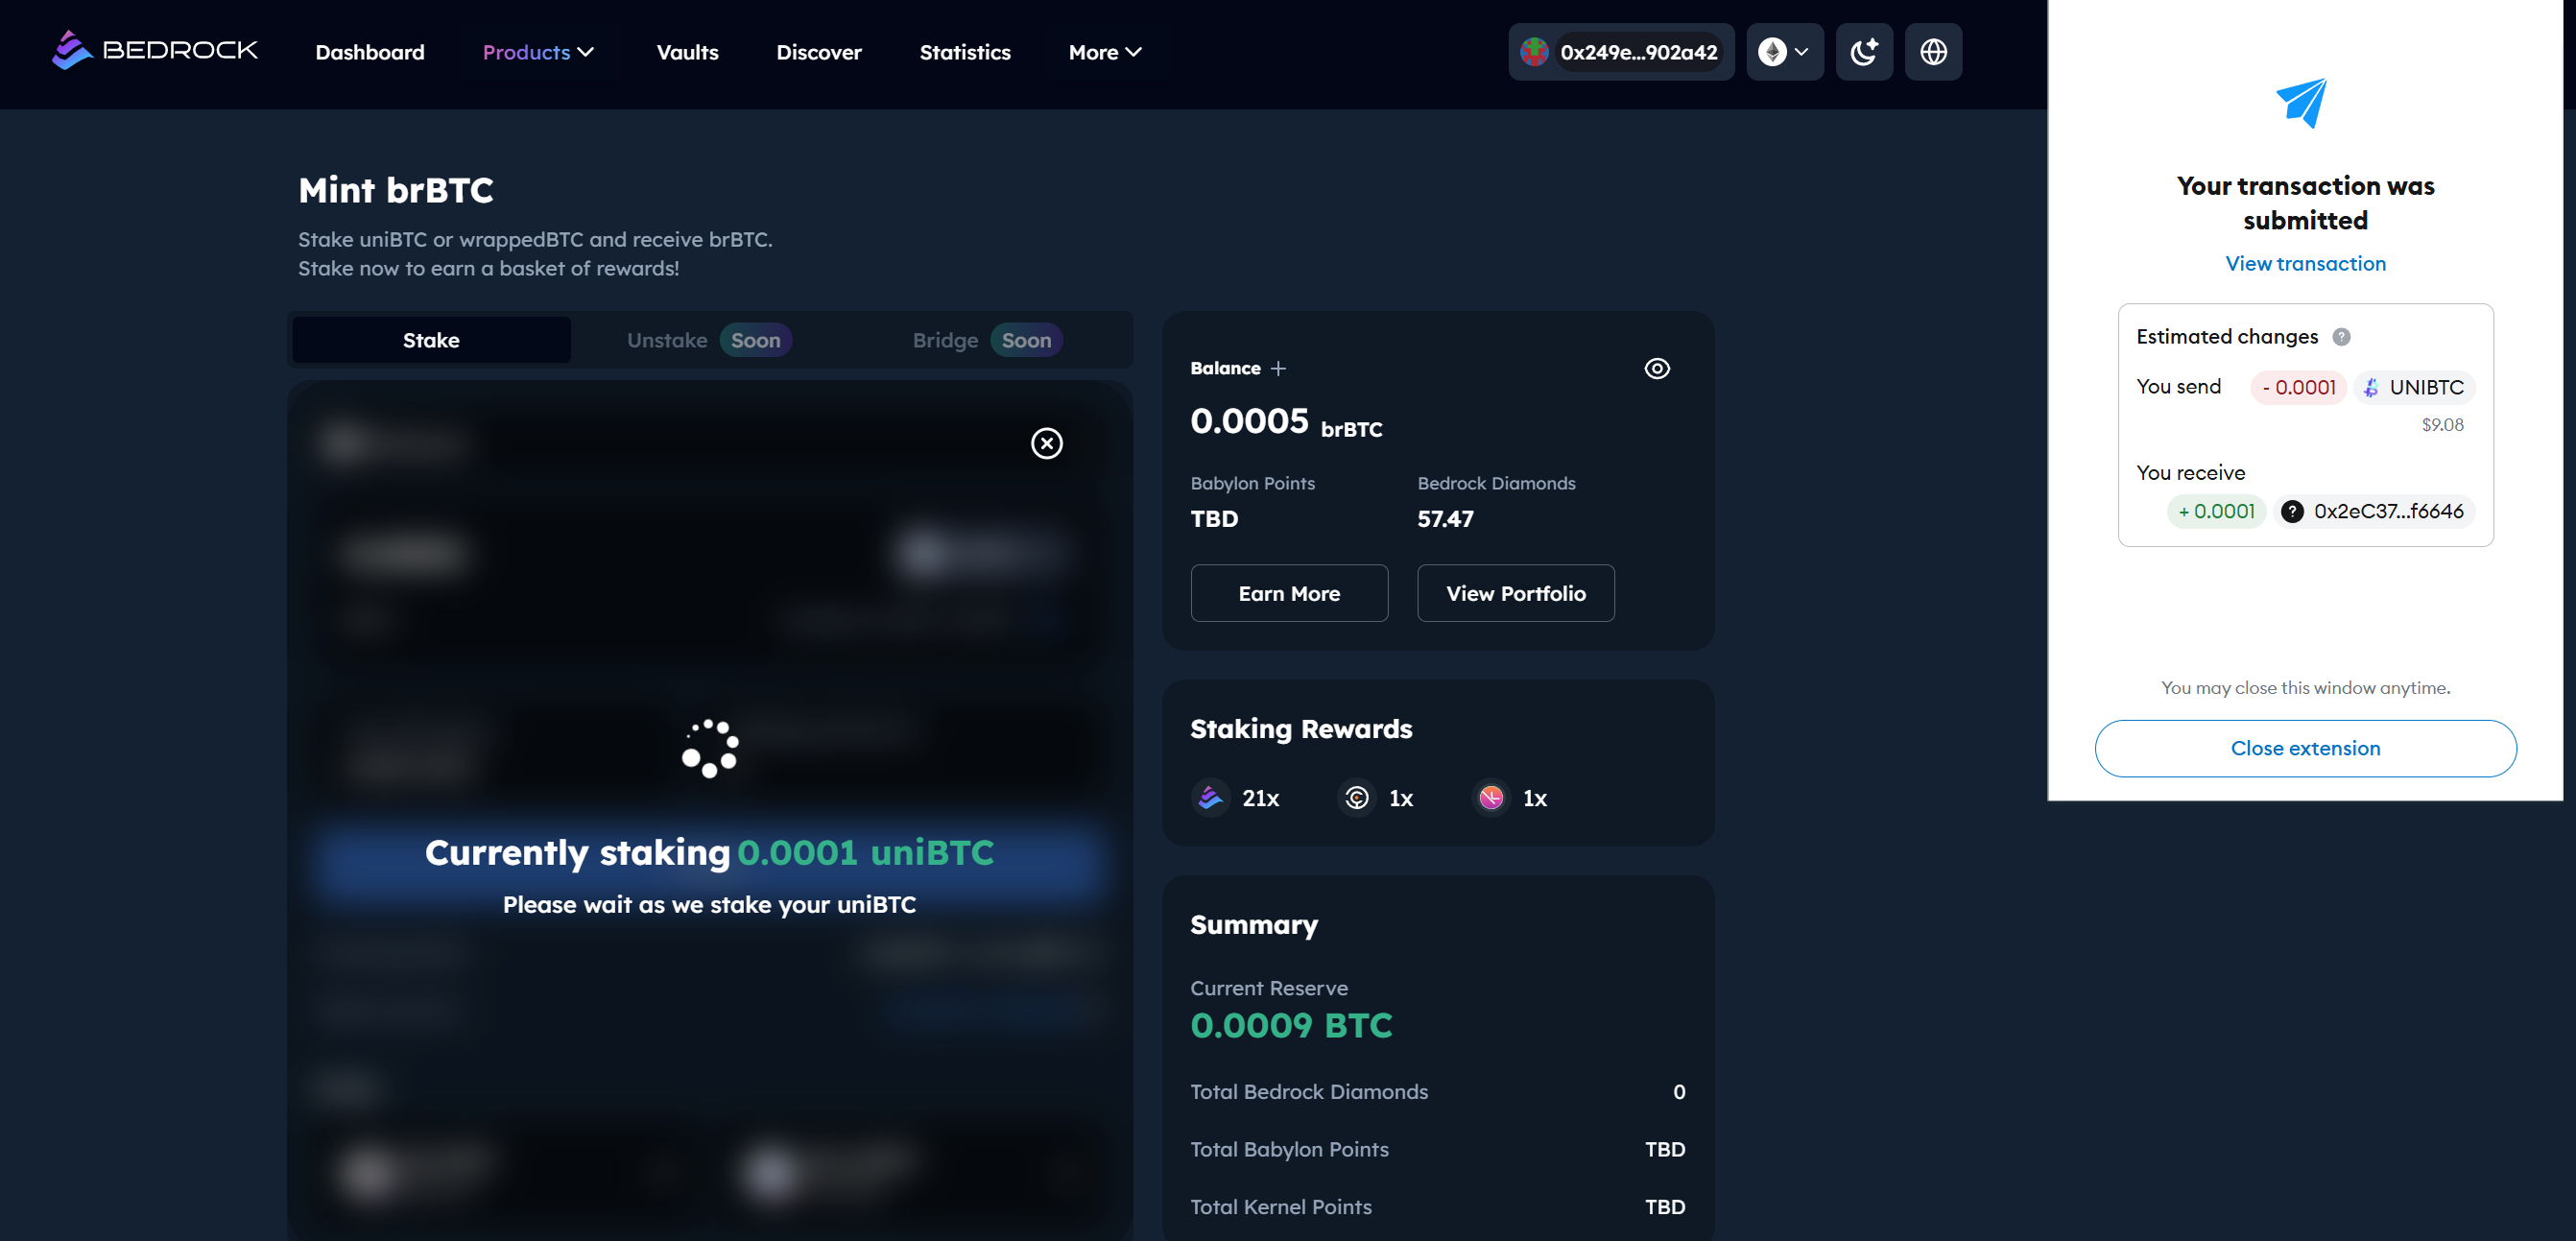 BEDROCK
Dashboard
Products
Vaults
Discover
Statistics
More
0x249e...902a42
Mint brBTC
Stake uniBTC or wrappedBTC and receive brBTC.
Stake now to earn a basket of rewards!
Stake
Unstake Soon
Bridge Soon
Currently staking 0.0001 uniBTC
Please wait as we stake your uniBTC
Balance +
0.0005 brBTC
Babylon Points
Bedrock Diamonds
TBD
57.47
Earn More
View Portfolio
Staking Rewards
21x
1x
1x
Summary
Current Reserve
0.0009 BTC
Total Bedrock Diamonds 0
Total Babylon Points TBD
Total Kernel Points TBD
Your transaction was
submitted
View transaction
Estimated changes ?
You send - 0.0001 UNIBTC
$9.08
You receive
+ 0.0001 ? 0x2eC37...f6646
You may close this window anytime.
Close extension